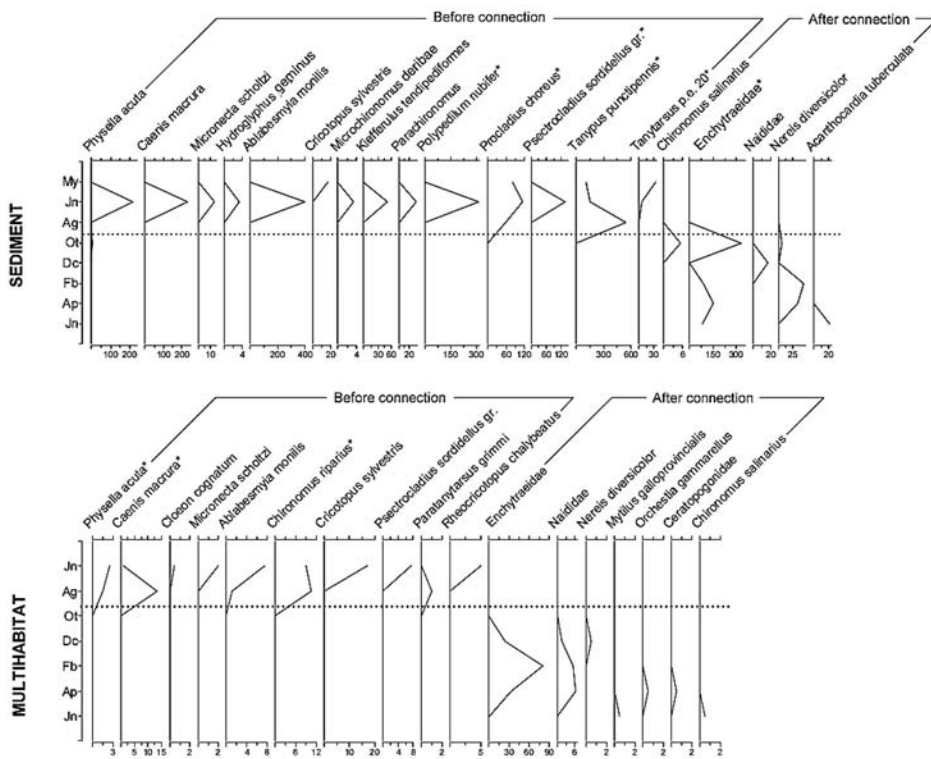 Before connection
After connection
Physella acuta
Caenis macrura
Micronecta scholtzi
Hydroglyphus geminus
Ablabesmyia monilis
Cricotopus sylvestris
Microchironomus deribae
Kiefferulus tendipediformes
Parachironomus
Polypedilum nubifer*
Procladius choreus*
Psectrocladius sordidellus gr.*
Tanypus punctipennis*
Tanytarsus p.e. 20*
Chironomus salinarius
Enchytraeidae*
Naididae
Nereis diversicolor
Acanthocardia tuberculata
SEDIMENT
My
Jn
Ag
Ot
Dc
Fb
Ap
Jn
100 200 100 200 10 4 200 400 20 4 30 60 20 150 300 60 120 60 120 300 600 30 6 150 300 20 25 20
Before connection
After connection
Physella acuta*
Caenis macrura*
Cloeon cognatum
Micronecta scholtzi
Ablabesmyia monilis
Chironomus riparius*
Cricotopus sylvestris
Psectrocladius sordidellus gr.
Paratanytarsus grimmi
Rheocricotopus chalybeatus
Enchytraeidae
Naididae
Nereis diversicolor
Mytilus galloprovincialis
Orchestia gammarellus
Ceratopogonidae
Chironomus salinarius
MULTIHABITAT
Jn
Ag
Ot
Dc
Fb
Ap
Jn
3 5 10 15 2 2 3 6 6 12 10 20 4 8 2 5 30 60 90 6 2 2 2 2 2